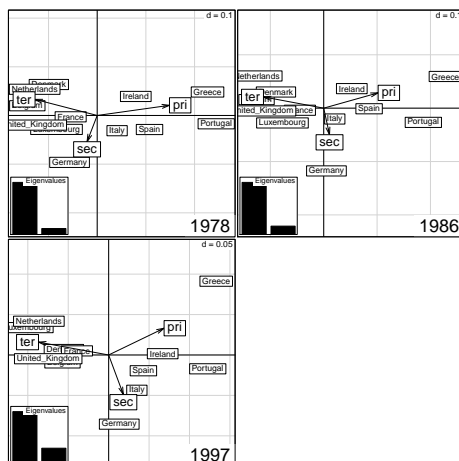 d = 0.1
Denmark
Netherlands
Greece
Ireland
ter
pri
France
United_Kingdom
Portugal
Luxembourg
Italy
Spain
sec
Germany
Eigenvalues
1978
d = 0.1
Netherlands
Greece
Ireland
Denmark
pri
ter
Spain
United_Kingdom
Luxembourg
Italy
Portugal
sec
Germany
Eigenvalues
1986
d = 0.05
Greece
Netherlands
pri
ter
France
Ireland
United_Kingdom
Spain
Portugal
Italy
sec
Germany
Eigenvalues
1997